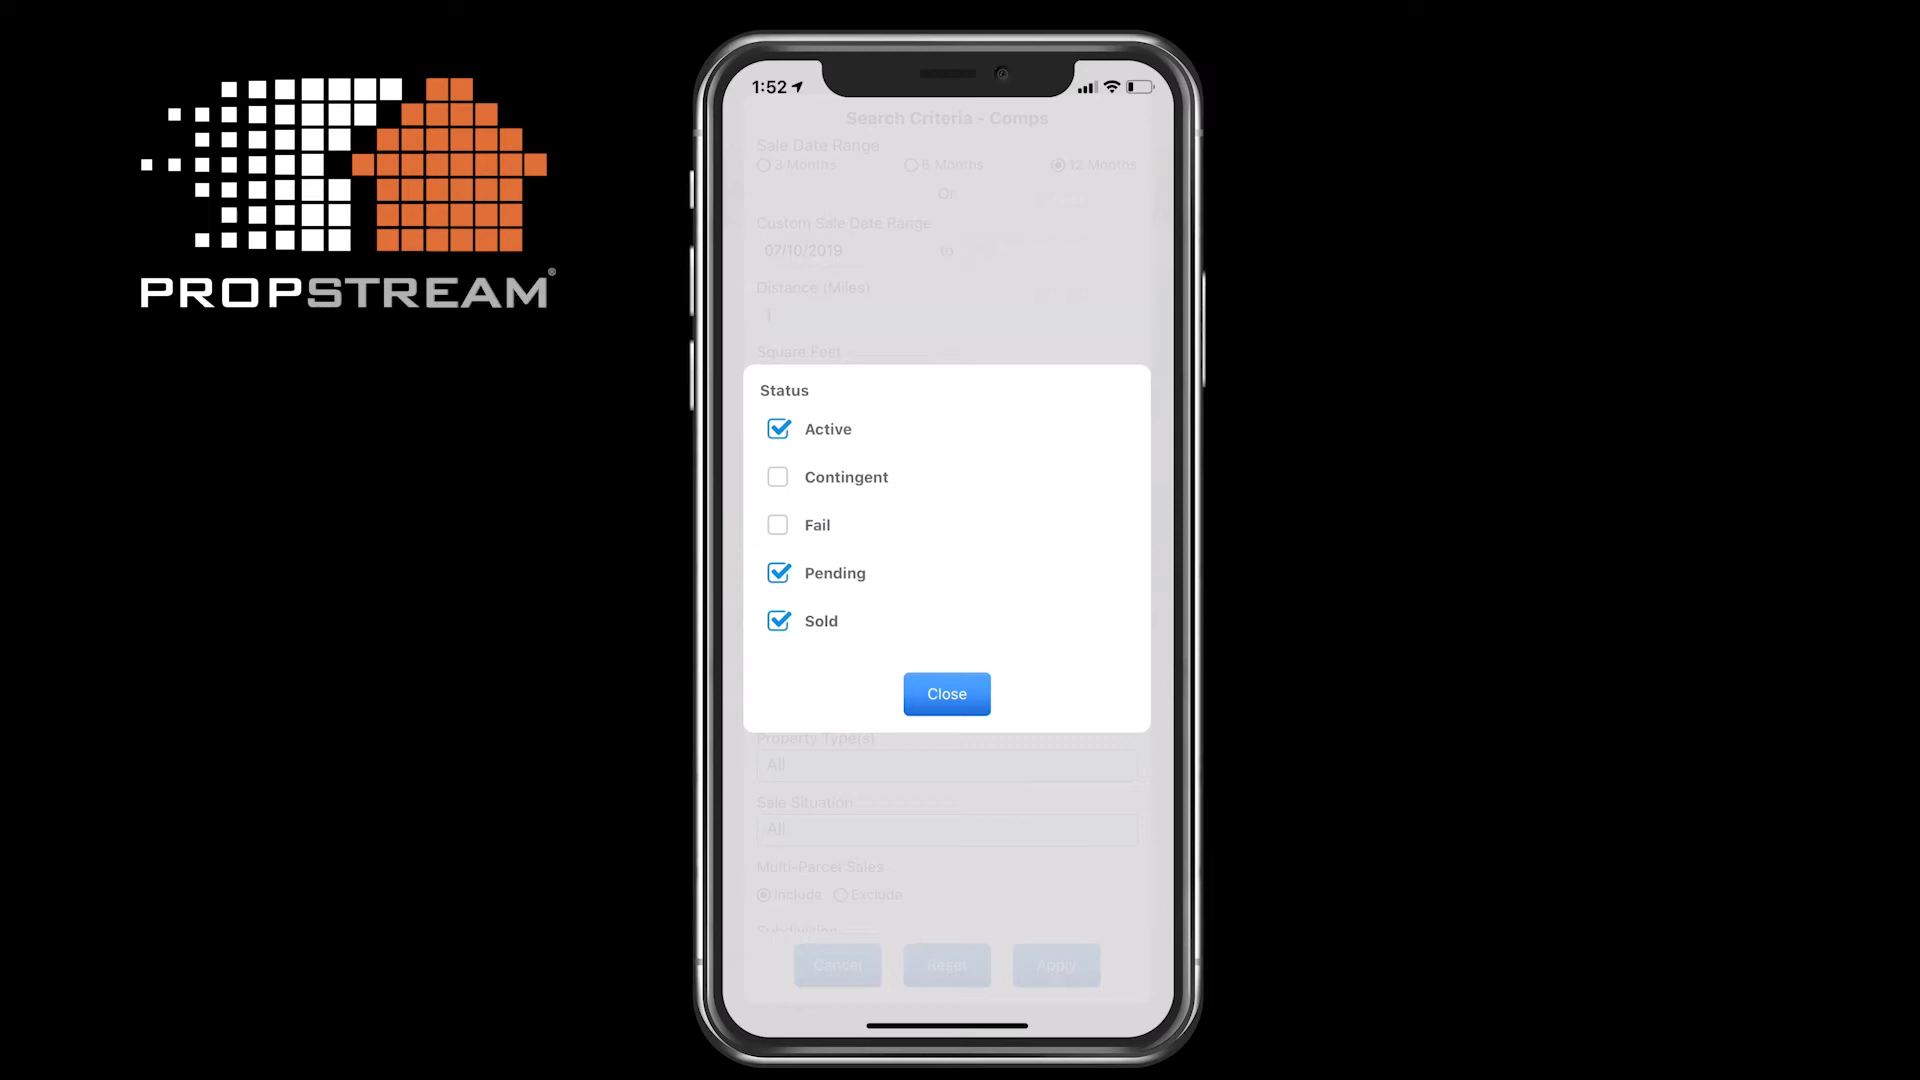 PROPSTREAM®
1:52
Search Criteria - Comps
Sale Date Range
3 Months 6 Months 12 Months
Or
Custom Sale Date Range
07/10/2019 to
Distance (Miles)
1
Square Feet
Status
Active
Contingent
Fail
Pending
Sold
Close
Property Type(s)
All
Sale Situation
All
Multi-Parcel Sales
Include Exclude
Subdivision
Cancel Reset Apply